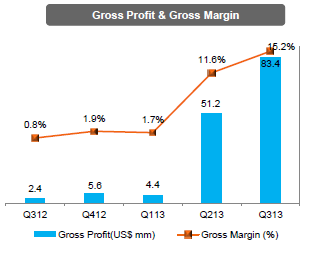 Gross Profit & Gross Margin
0.8% 1.9% 1.7% 11.6% 15.2%
2.4 5.6 4.4 51.2 83.4
Q312 Q412 Q113 Q213 Q313
Gross Profit(US$ mm) Gross Margin (%)